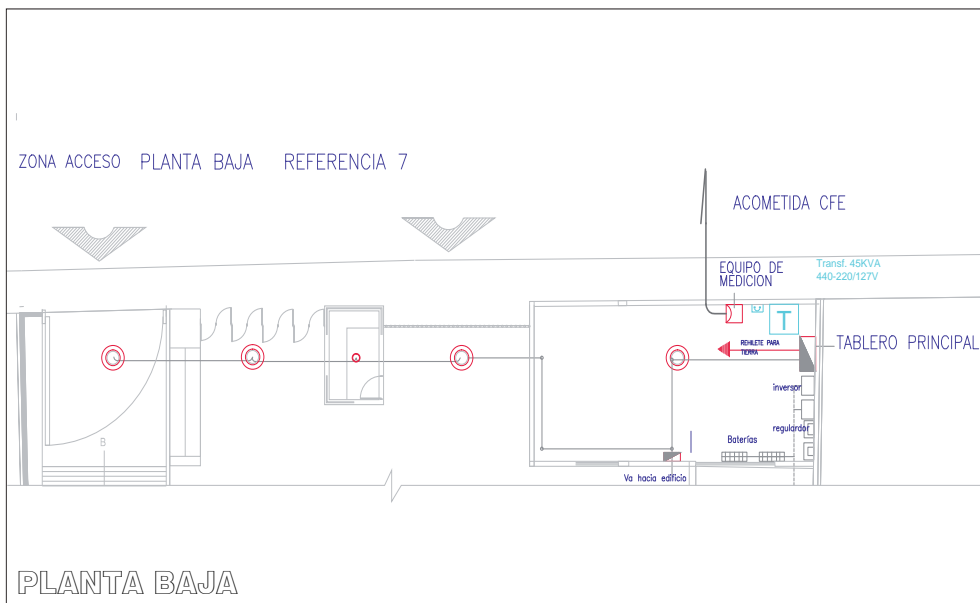 ZONA ACCESO PLANTA BAJA REFERENCIA 7
ACOMETIDA CFE
EQUIPO DE
MEDICION
Transf. 45KVA
440-220/127V
T
REHILETE PARA
TIERRA
TABLERO PRINCIPAL
inversor
regulardor
Baterías
Va hacia edificio
PLANTA BAJA